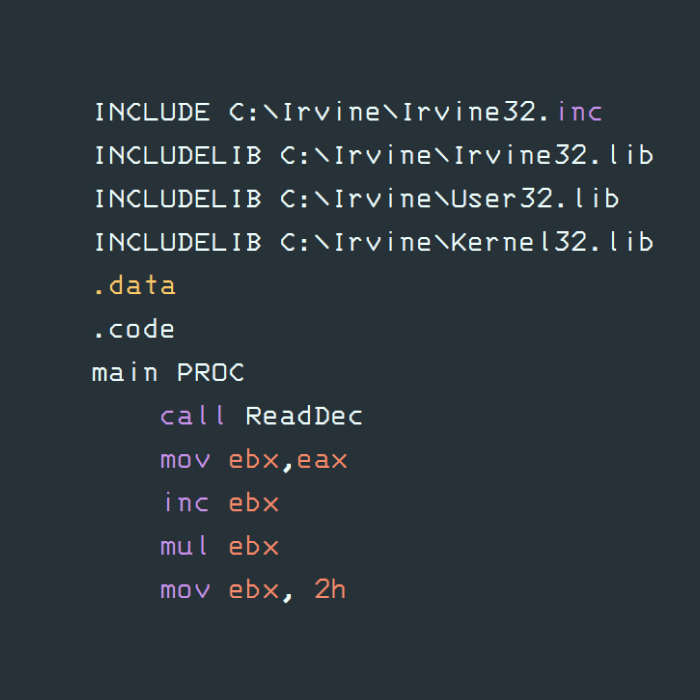 INCLUDE C:\Irvine\Irvine32.inc
INCLUDELIB C:\Irvine\Irvine32.lib
INCLUDELIB C:\Irvine\User32.lib
INCLUDELIB C:\Irvine\Kernel32.lib
.data
.code
main PROC
    call ReadDec
    mov ebx,eax
    inc ebx
    mul ebx
    mov ebx, 2h